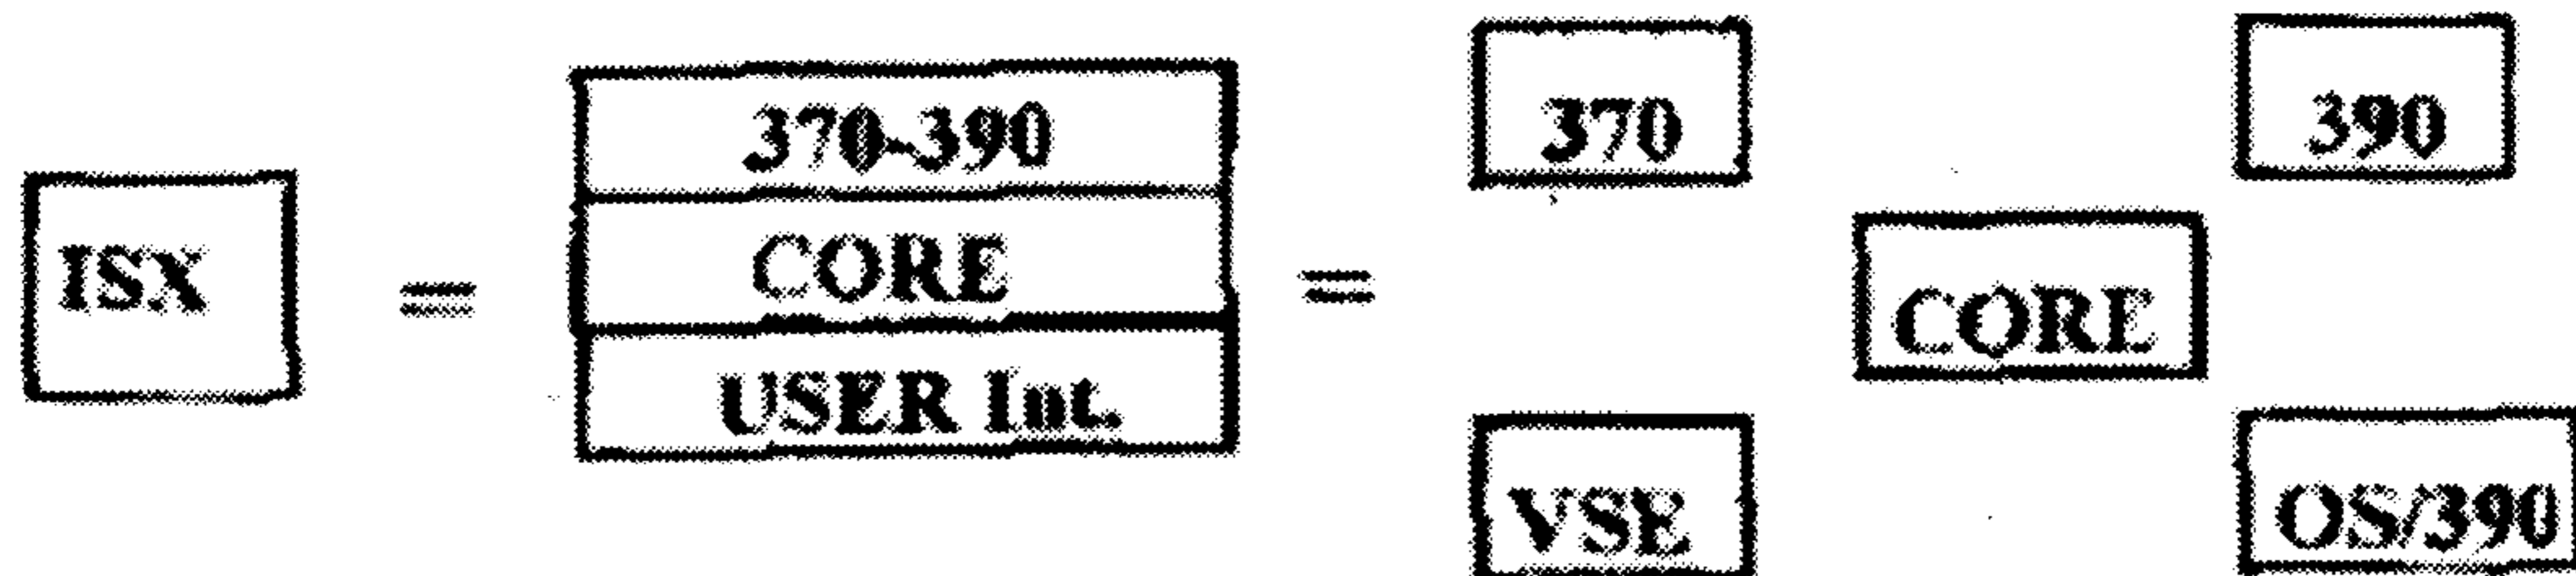 ISX
=
370-390
CORE
USER Int.
=
370
390
CORE
VSE
OS/390